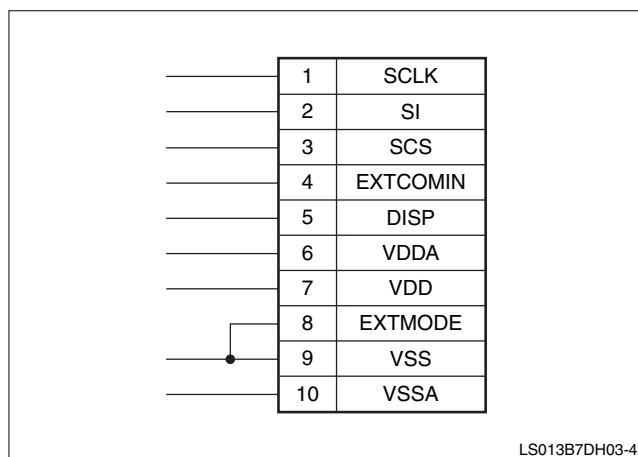 1 SCLK
2 SI
3 SCS
4 EXTCOMIN
5 DISP
6 VDDA
7 VDD
8 EXTMODE
9 VSS
10 VSSA
LS013B7DH03-4